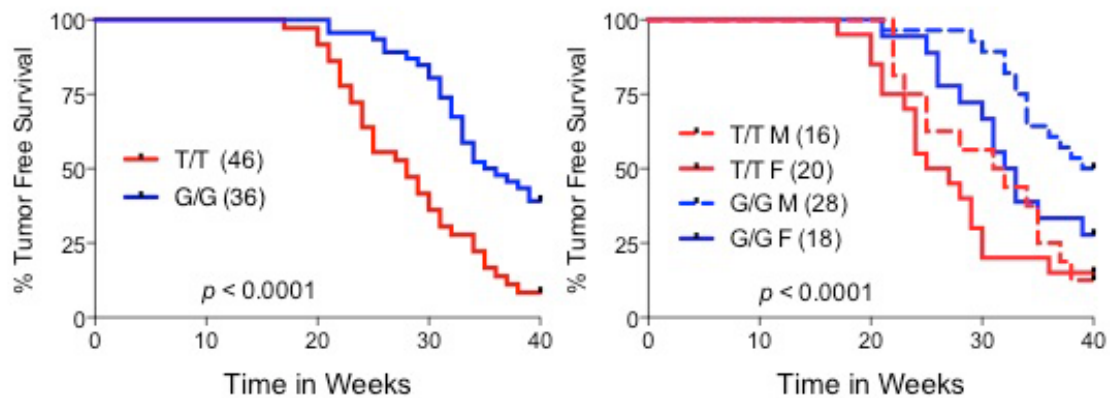 % Tumor Free Survival
100
75
50
25
0
T/T (46)
G/G (36)
p < 0.0001
0 10 20 30 40
Time in Weeks
% Tumor Free Survival
100
75
50
25
0
T/T M (16)
T/T F (20)
G/G M (28)
G/G F (18)
p < 0.0001
0 10 20 30 40
Time in Weeks